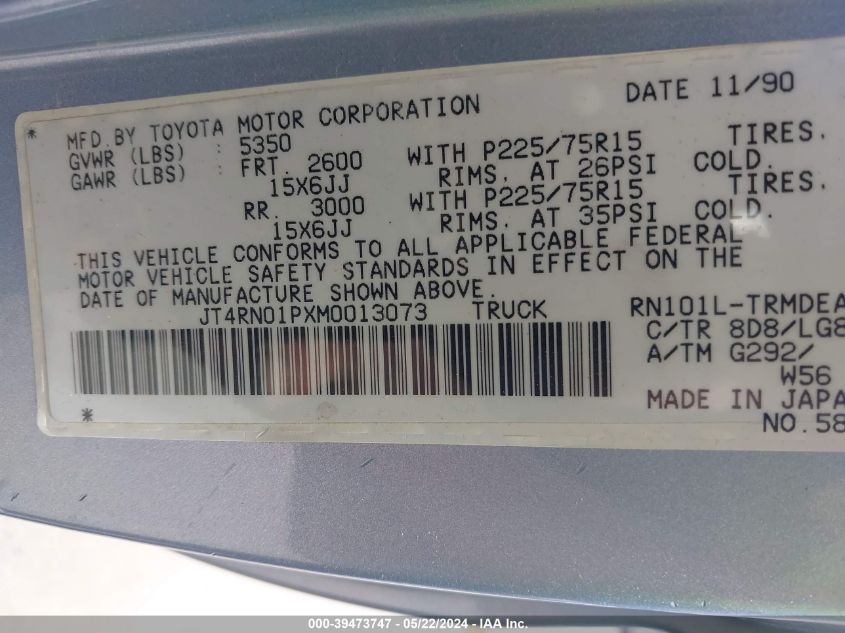 * MFD. BY TOYOTA MOTOR CORPORATION DATE 11/90
GVWR (LBS) : 5350
GAWR (LBS) : FRT. 2600 WITH P225/75R15 TIRES.
15X6JJ RIMS. AT 26PSI COLD.
RR. 3000 WITH P225/75R15 TIRES.
15X6JJ RIMS. AT 35PSI COLD.
THIS VEHICLE CONFORMS TO ALL APPLICABLE FEDERAL
MOTOR VEHICLE SAFETY STANDARDS IN EFFECT ON THE
DATE OF MANUFACTURE SHOWN ABOVE.
JT4RN01PXM0013073 TRUCK RN101L-TRMDEA
C/TR 8D8/LG8
A/TM G292/
W56
* MADE IN JAPA
NO.58
000-39473747 - 05/22/2024 - IAA Inc.